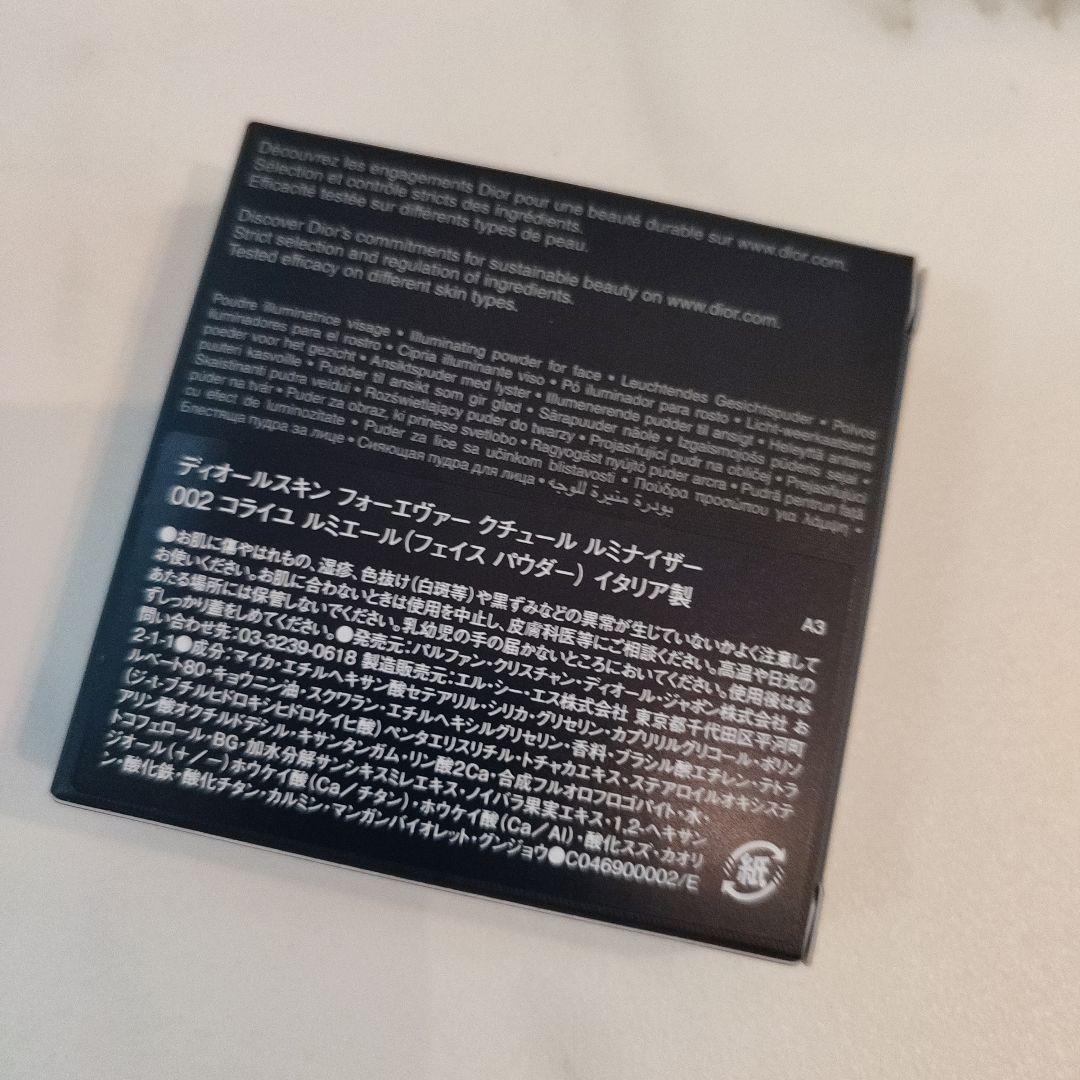 Découvrez les engagements Dior pour une beauté durable sur www.dior.com.
Sélection et contrôle stricts des ingrédients.
Efficacité testée sur différents types de peau.
Discover Dior's commitments for sustainable beauty on www.dior.com.
Strict selection and regulation of ingredients.
Tested efficacy on different skin types.
Poudre illuminatrice visage • Illuminating powder for face • Leuchtendes Gesichtspuder • Polvos
iluminadores para el rostro • Cipria illuminante viso • Pó iluminador para rosto • Licht-weerkaatsend
poeder voor het gezicht • Ansiktspuder med lyster • Illumenerende pudder til ansigt • Heleyttä antava
puuteri kasvoille • Pudder til ansikt som gir glød • Särapuuder näole • Izgaismojošs pūderis sejai •
Skaistinanti pudra veidui • Rozświetlający puder do twarzy • Projasňující pudr na obličej • Prejasňujúci
púder na tvár • Puder za obraz, ki prinese svetlobo • Ragyogást nyújtó púder arcra • Pudră pentru fată
cu efect de luminozitate • Puder za lice sa učinkom blistavosti • Πούδρα προσώπου για λάμψη •
Блестяща пудра за лице • Сияющая пудра для лица • بودرة منيرة للوجه
ディオールスキン フォーエヴァー クチュール ルミナイザー
002 コライユ ルミエール(フェイス パウダー) イタリア製
A3
●お肌に傷やはれもの、湿疹、色抜け(白斑等)や黒ずみなどの異常が生じていないかよく注意して
お使いください。お肌に合わないときは使用を中止し、皮膚科医等にご相談ください。高温や日光の
あたる場所には保管しないでください。乳幼児の手の届かないところにおいてください。使用後は必
ずしっかり蓋をしめてください。●発売元:パルファン・クリスチャン・ディオール・ジャポン株式会社 お
問い合わせ先:03-3239-0618 製造販売元:エル・シー・エス株式会社 東京都千代田区平河町
2-1-1●成分:マイカ・エチルヘキサン酸セテアリル・シリカ・グリセリン・カプリリルグリコール・ポリソ
ルベート80・キョウニン油・スクワラン・エチルヘキシルグリセリン・香料・ブラシル酸エチレン・テトラ
(ジ-t-ブチルヒドロキシヒドロケイヒ酸)ペンタエリスリチル・トチャカエキス・ステアロイルオキシステ
アリン酸オクチルドデシル・キサンタンガム・リン酸2Ca・合成フルオロフロゴパイト・水・
トコフェロール・BG・加水分解サンシキスミレエキス・ノイバラ果実エキス・1,2-ヘキサン
ジオール(+/-)ホウケイ酸(Ca/チタン)・ホウケイ酸(Ca/Al)・酸化スズ・カオリ
ン・酸化鉄・酸化チタン・カルミン・マンガンバイオレット・グンジョウ●C046900002/E
紙